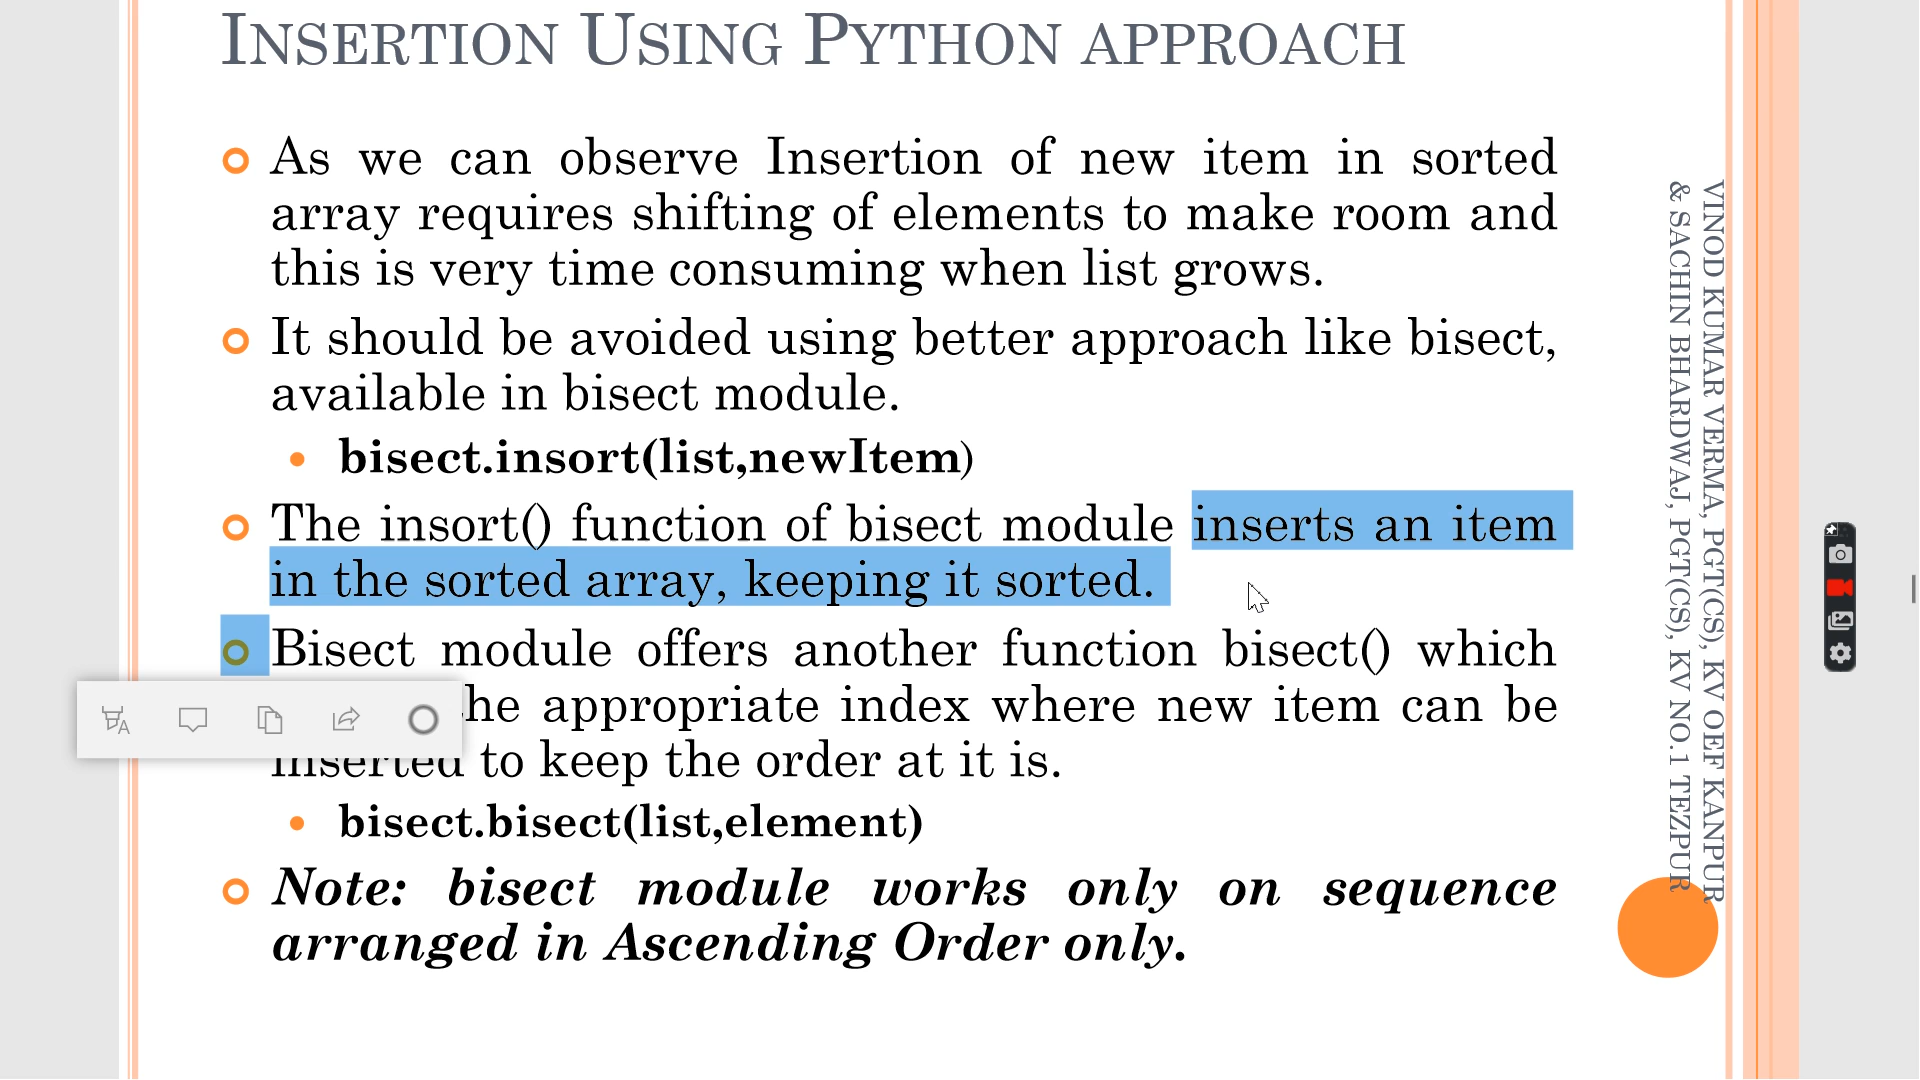 INSERTION USING PYTHON APPROACH
As we can observe Insertion of new item in sorted
array requires shifting of elements to make room and
this is very time consuming when list grows.
It should be avoided using better approach like bisect,
available in bisect module.
bisect.insort(list,newItem)
The insort() function of bisect module inserts an item
in the sorted array, keeping it sorted.
Bisect module offers another function bisect() which
he appropriate index where new item can be
inserted to keep the order at it is.
bisect.bisect(list,element)
Note: bisect module works only on sequence
arranged in Ascending Order only.
VINOD KUMAR VERMA, PGT(CS), KV OEF KANPUR
& SACHIN BHARDWAJ, PGT(CS), KV NO.1 TEZPUR